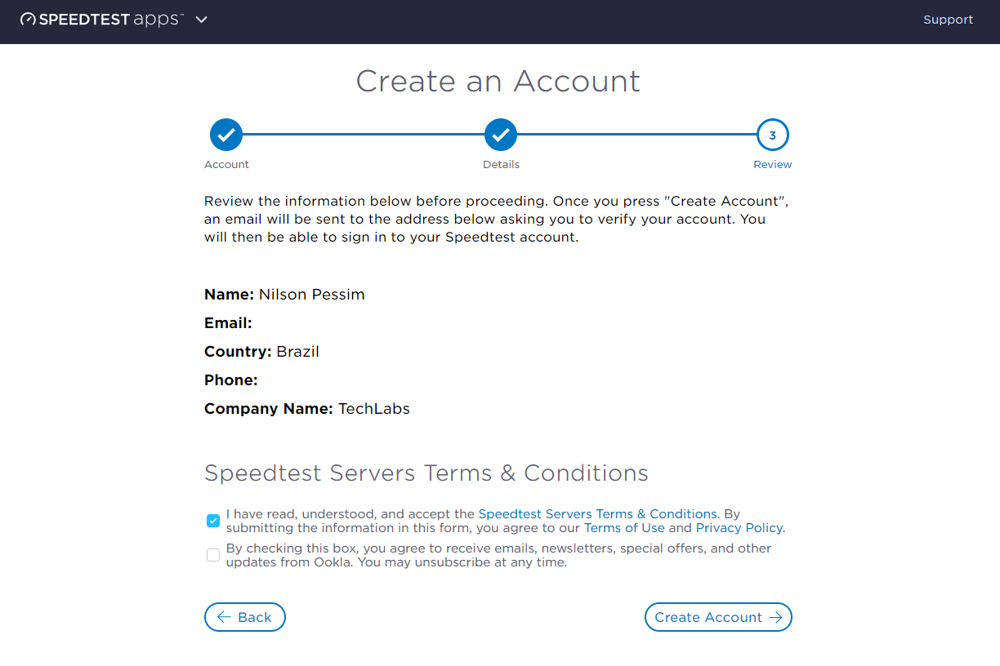 SPEEDTEST apps™
Support
Create an Account
3
Account
Details
Review
Review the information below before proceeding. Once you press "Create Account",
an email will be sent to the address below asking you to verify your account. You
will then be able to sign in to your Speedtest account.
Name: Nilson Pessim
Email:
Country: Brazil
Phone:
Company Name: TechLabs
Speedtest Servers Terms & Conditions
I have read, understood, and accept the Speedtest Servers Terms & Conditions. By
submitting the information in this form, you agree to our Terms of Use and Privacy Policy.
By checking this box, you agree to receive emails, newsletters, special offers, and other
updates from Ookla. You may unsubscribe at any time.
← Back
Create Account →